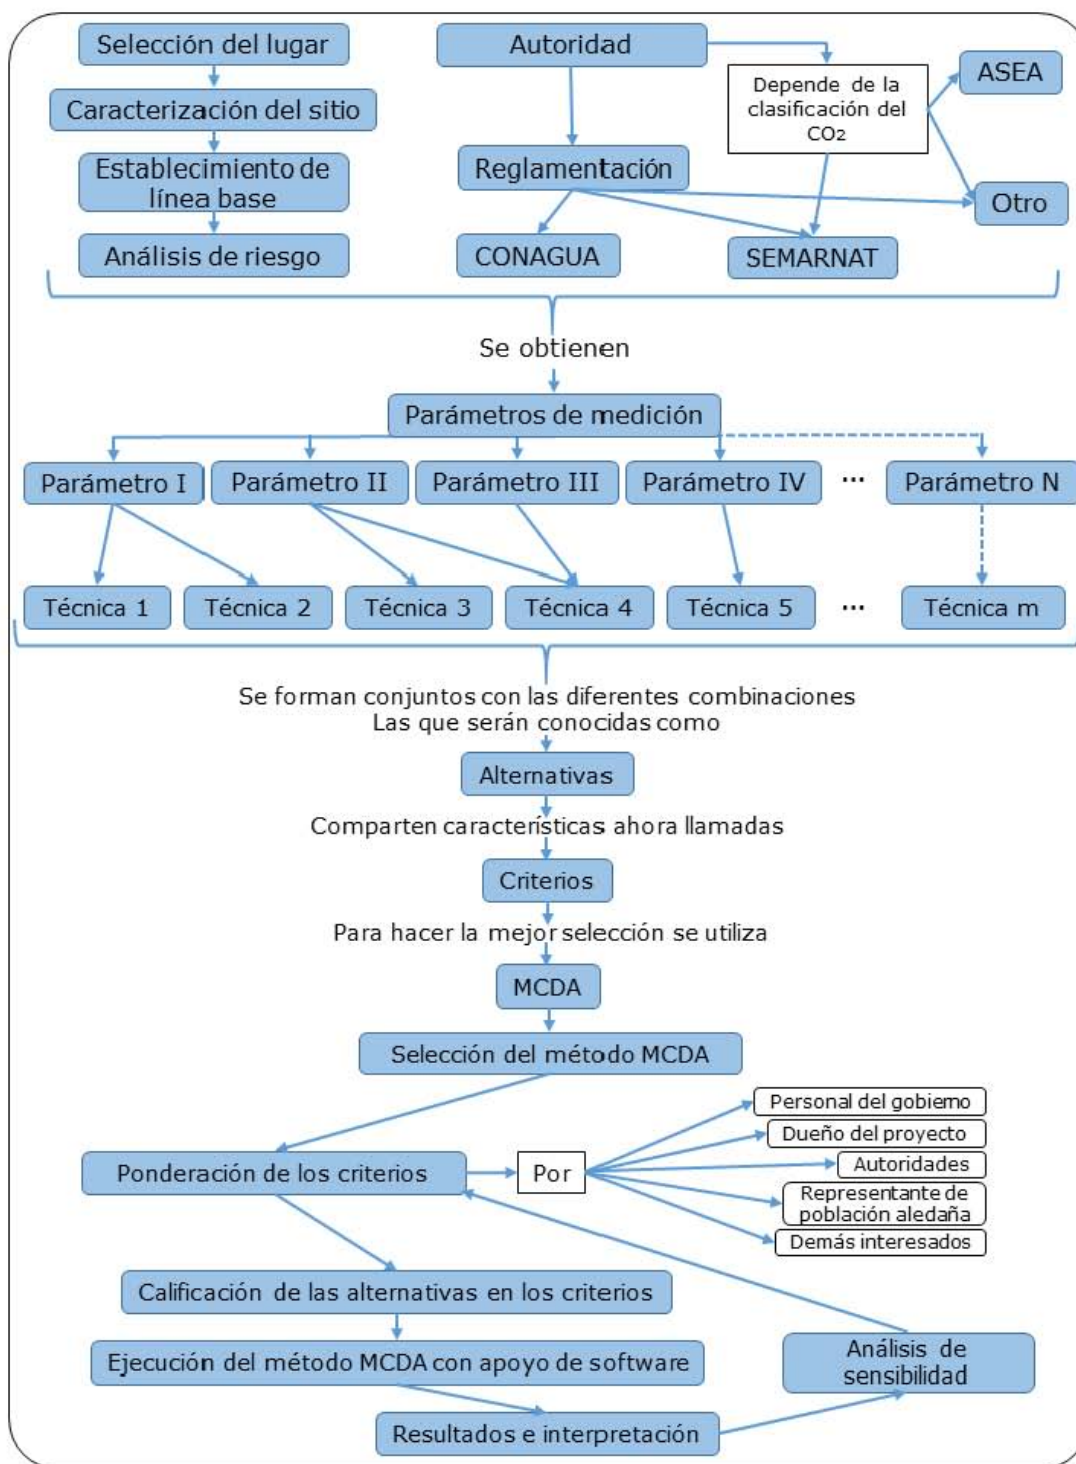 Selección del lugar
Caracterización del sitio
Establecimiento de
línea base
Análisis de riesgo
Autoridad
Depende de la
clasificación del
CO2
ASEA
Reglamentación
Otro
CONAGUA
SEMARNAT
Se obtienen
Parámetros de medición
Parámetro I
Parámetro II
Parámetro III
Parámetro IV
...
Parámetro N
Técnica 1
Técnica 2
Técnica 3
Técnica 4
Técnica 5
...
Técnica m
Se forman conjuntos con las diferentes combinaciones
Las que serán conocidas como
Alternativas
Comparten características ahora llamadas
Criterios
Para hacer la mejor selección se utiliza
MCDA
Selección del método MCDA
Ponderación de los criterios
Por
Personal del gobierno
Dueño del proyecto
Autoridades
Representante de
población aledaña
Demás interesados
Calificación de las alternativas en los criterios
Ejecución del método MCDA con apoyo de software
Análisis de
sensibilidad
Resultados e interpretación